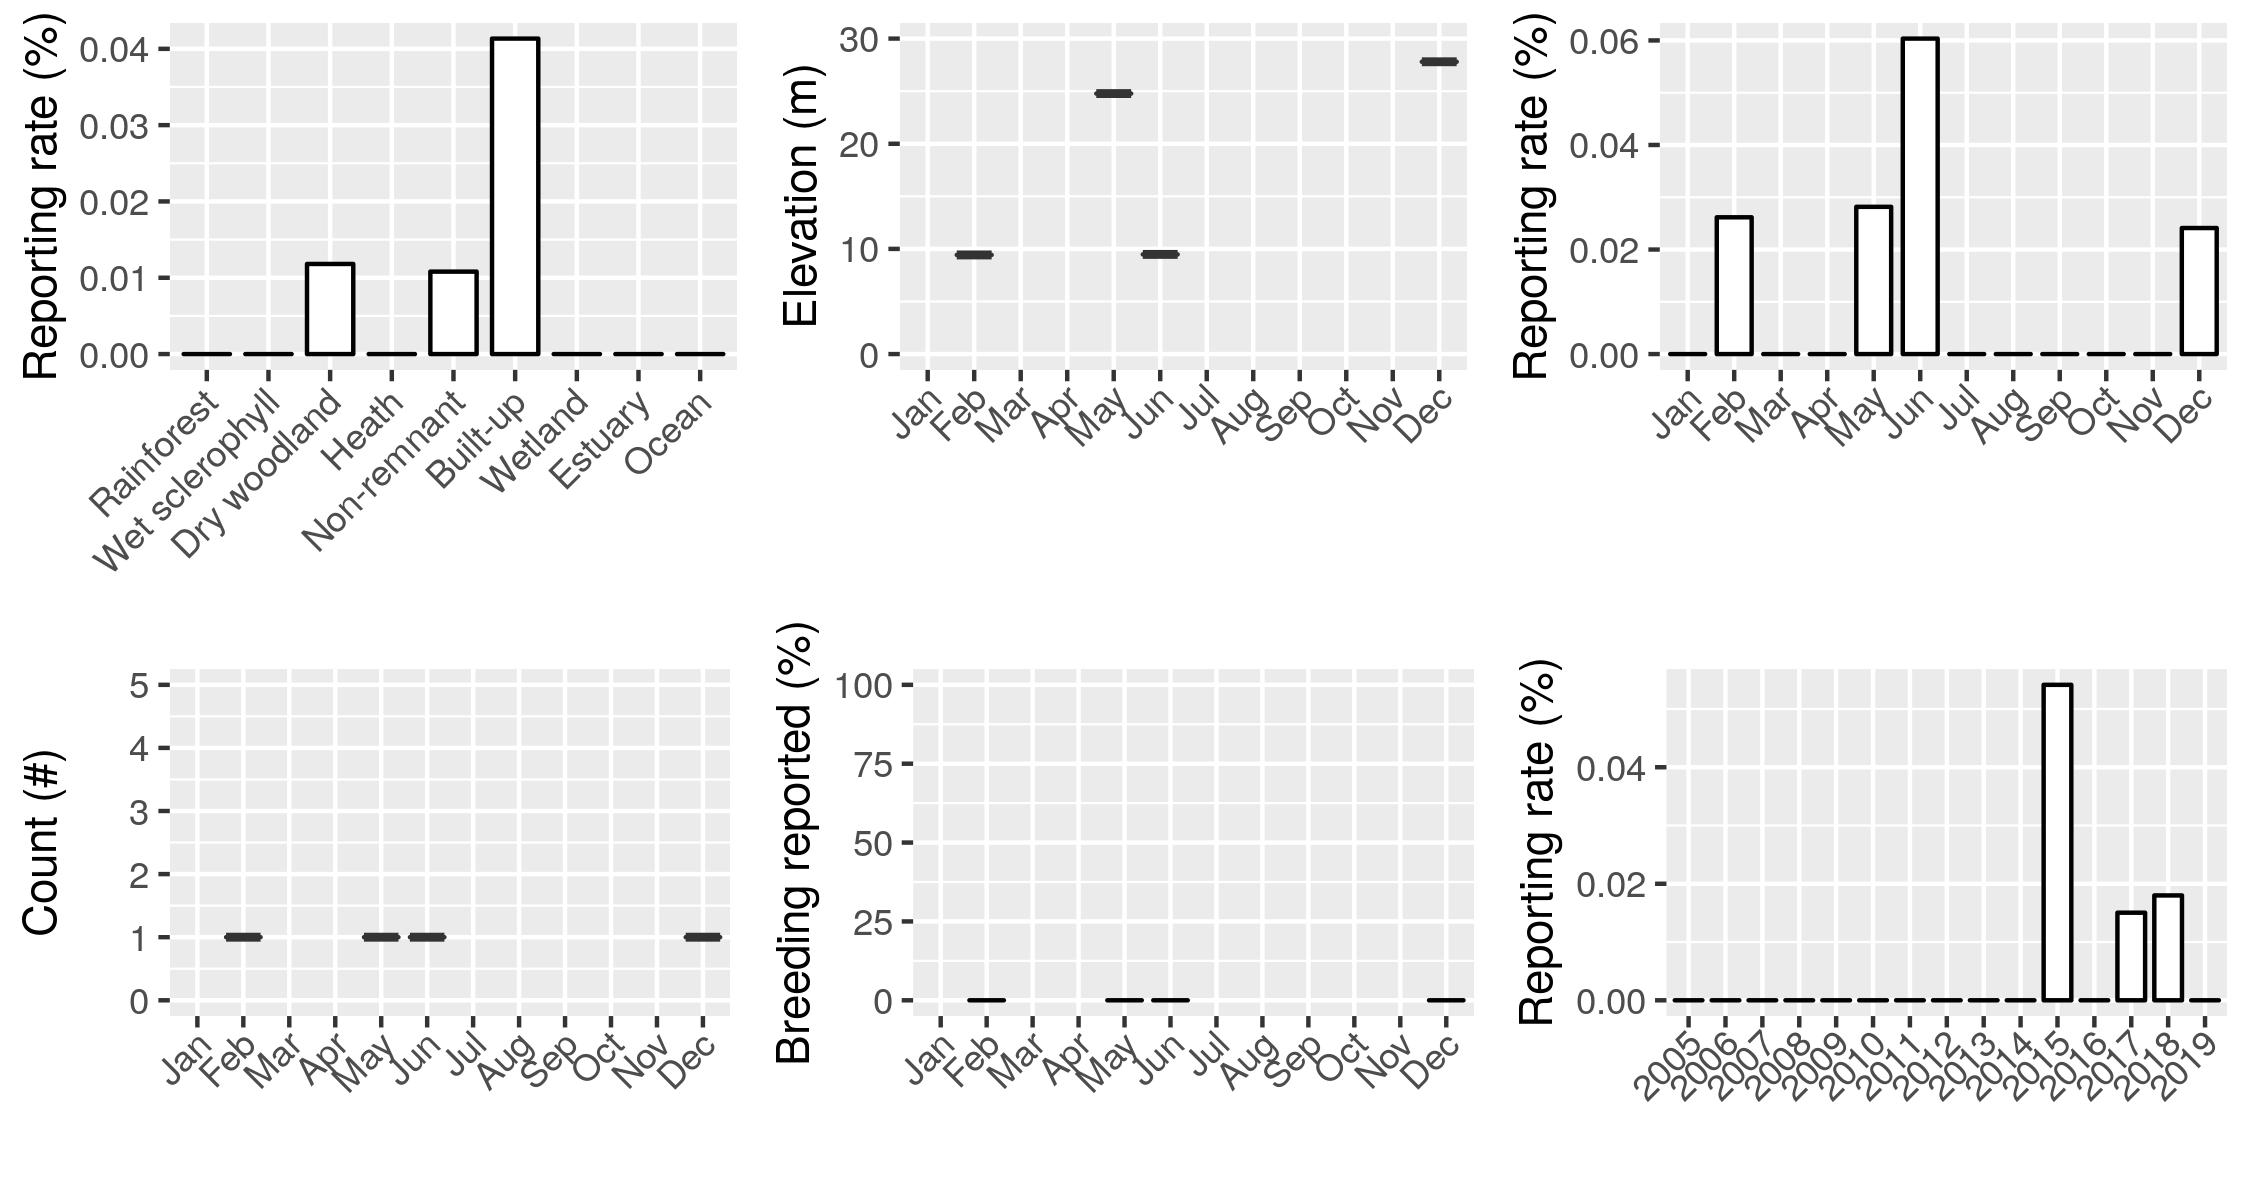 Reporting rate (%)
0.04
0.03
0.02
0.01
0.00
Rainforest
Wet sclerophyll
Dry woodland
Heath
Non-remnant
Built-up
Wetland
Estuary
Ocean
Elevation (m)
30
20
10
0
Jan
Feb
Mar
Apr
May
Jun
Jul
Aug
Sep
Oct
Nov
Dec
Reporting rate (%)
0.06
0.04
0.02
0.00
Jan
Feb
Mar
Apr
May
Jun
Jul
Aug
Sep
Oct
Nov
Dec
Count (#)
5
4
3
2
1
0
Jan
Feb
Mar
Apr
May
Jun
Jul
Aug
Sep
Oct
Nov
Dec
Breeding reported (%)
100
75
50
25
0
Jan
Feb
Mar
Apr
May
Jun
Jul
Aug
Sep
Oct
Nov
Dec
Reporting rate (%)
0.04
0.02
0.00
2005
2006
2007
2008
2009
2010
2011
2012
2013
2014
2015
2016
2017
2018
2019